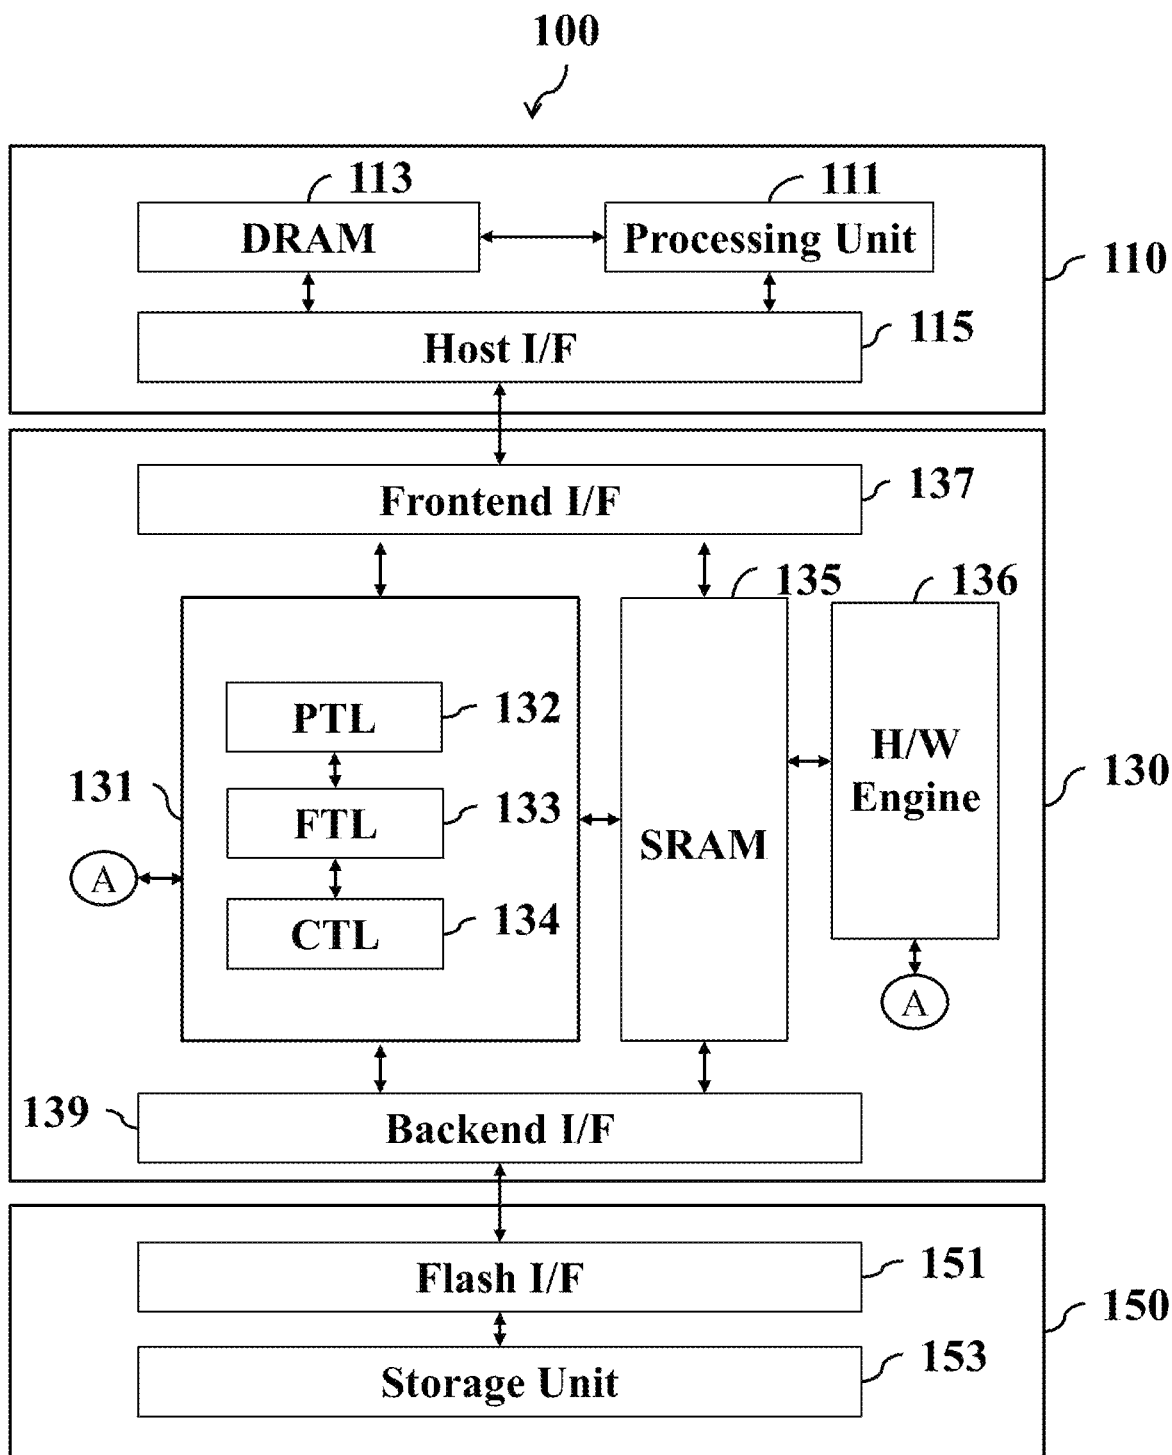 100
113
111
DRAM
Processing Unit
110
115
Host I/F
137
Frontend I/F
135
136
PTL
132
H/W
Engine
130
131
FTL
133
SRAM
A
CTL
134
A
139
Backend I/F
151
Flash I/F
150
153
Storage Unit